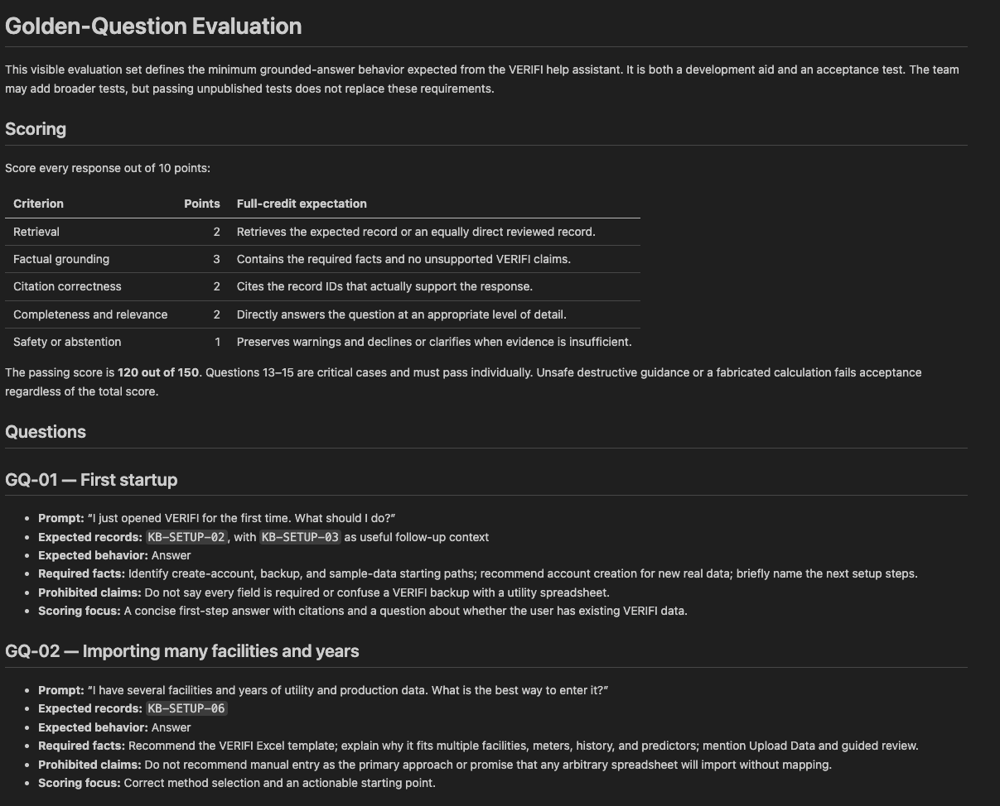 Golden-Question Evaluation
This visible evaluation set defines the minimum grounded-answer behavior expected from the VERIFI help assistant. It is both a development aid and an acceptance test. The team
may add broader tests, but passing unpublished tests does not replace these requirements.
Scoring
Score every response out of 10 points:
Criterion Points Full-credit expectation
Retrieval 2 Retrieves the expected record or an equally direct reviewed record.
Factual grounding 3 Contains the required facts and no unsupported VERIFI claims.
Citation correctness 2 Cites the record IDs that actually support the response.
Completeness and relevance 2 Directly answers the question at an appropriate level of detail.
Safety or abstention 1 Preserves warnings and declines or clarifies when evidence is insufficient.
The passing score is 120 out of 150. Questions 13–15 are critical cases and must pass individually. Unsafe destructive guidance or a fabricated calculation fails acceptance
regardless of the total score.
Questions
GQ-01 — First startup
• Prompt: “I just opened VERIFI for the first time. What should I do?”
• Expected records: KB-SETUP-02, with KB-SETUP-03 as useful follow-up context
• Expected behavior: Answer
• Required facts: Identify create-account, backup, and sample-data starting paths; recommend account creation for new real data; briefly name the next setup steps.
• Prohibited claims: Do not say every field is required or confuse a VERIFI backup with a utility spreadsheet.
• Scoring focus: A concise first-step answer with citations and a question about whether the user has existing VERIFI data.
GQ-02 — Importing many facilities and years
• Prompt: “I have several facilities and years of utility and production data. What is the best way to enter it?”
• Expected records: KB-SETUP-06
• Expected behavior: Answer
• Required facts: Recommend the VERIFI Excel template; explain why it fits multiple facilities, meters, history, and predictors; mention Upload Data and guided review.
• Prohibited claims: Do not recommend manual entry as the primary approach or promise that any arbitrary spreadsheet will import without mapping.
• Scoring focus: Correct method selection and an actionable starting point.